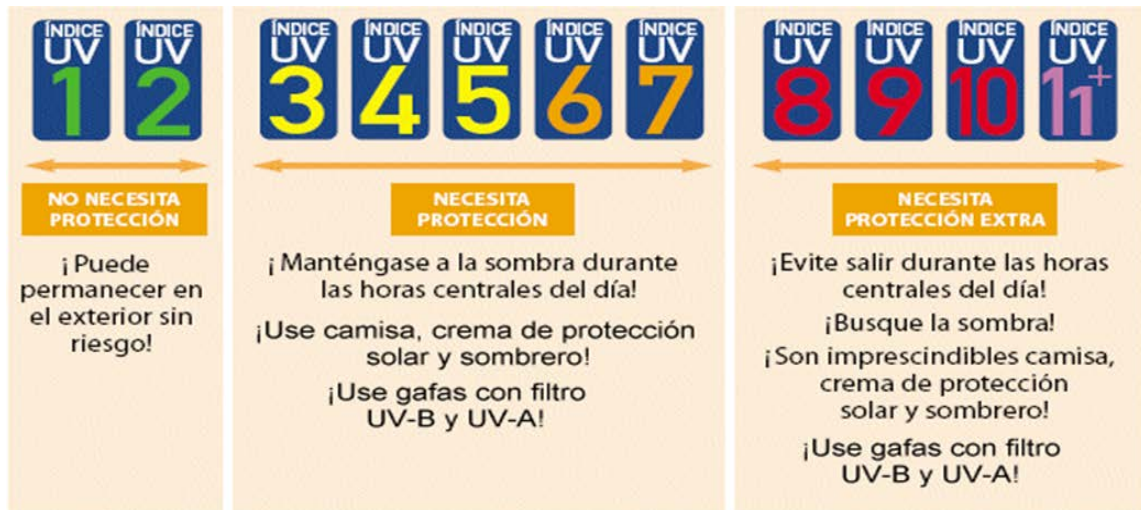 ÍNDICE
UV
1
ÍNDICE
UV
2
NO NECESITA
PROTECCIÓN
¡Puede
permanecer en
el exterior sin
riesgo!
ÍNDICE
UV
3
ÍNDICE
UV
4
ÍNDICE
UV
5
ÍNDICE
UV
6
ÍNDICE
UV
7
NECESITA
PROTECCIÓN
¡Manténgase a la sombra durante
las horas centrales del día!
¡Use camisa, crema de protección
solar y sombrero!
¡Use gafas con filtro
UV-B y UV-A!
ÍNDICE
UV
8
ÍNDICE
UV
9
ÍNDICE
UV
10
ÍNDICE
UV
11+
NECESITA
PROTECCIÓN EXTRA
¡Evite salir durante las horas
centrales del día!
¡Busque la sombra!
¡Son imprescindibles camisa,
crema de protección
solar y sombrero!
¡Use gafas con filtro
UV-B y UV-A!